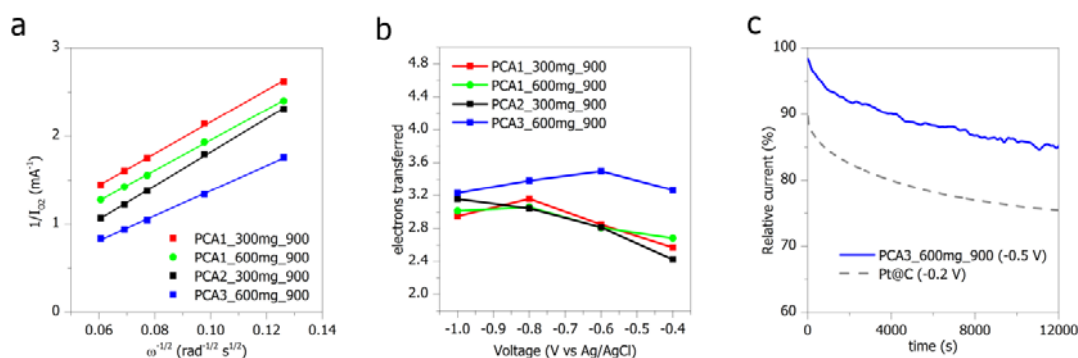 a
3
2
1
0
1/I_O2 (mA^-1)
PCA1_300mg_900
PCA1_600mg_900
PCA2_300mg_900
PCA3_600mg_900
0.06 0.08 0.10 0.12 0.14
ω^-1/2 (rad^-1/2 s^1/2)
b
4.4
4.0
3.6
3.2
2.8
2.4
2.0
electrons transferred
PCA1_300mg_900
PCA1_600mg_900
PCA2_300mg_900
PCA3_600mg_900
-1.0 -0.9 -0.8 -0.7 -0.6 -0.5 -0.4
Voltage (V vs Ag/AgCl)
c
100
90
80
70
60
Relative current (%)
PCA3_600mg_900 (-0.5 V)
Pt@C (-0.2 V)
0 4000 8000 12000
time (s)